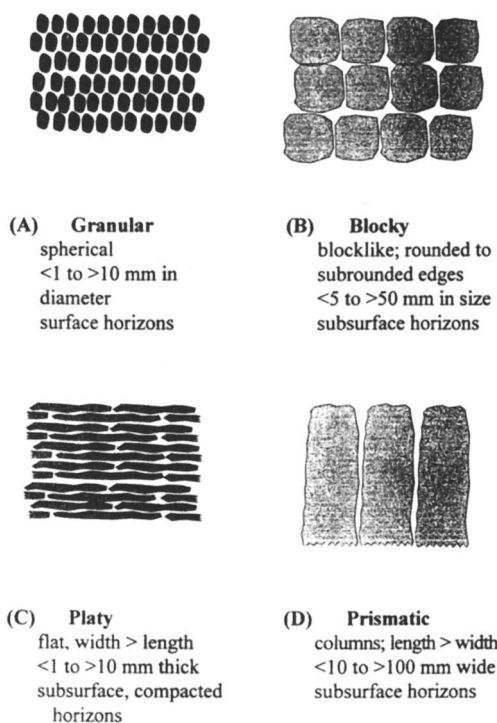 (A) Granular
spherical
<1 to >10 mm in
diameter
surface horizons
(B) Blocky
blocklike; rounded to
subrounded edges
<5 to >50 mm in size
subsurface horizons
(C) Platy
flat, width > length
<1 to >10 mm thick
subsurface, compacted
horizons
(D) Prismatic
columns; length > width
<10 to >100 mm wide
subsurface horizons